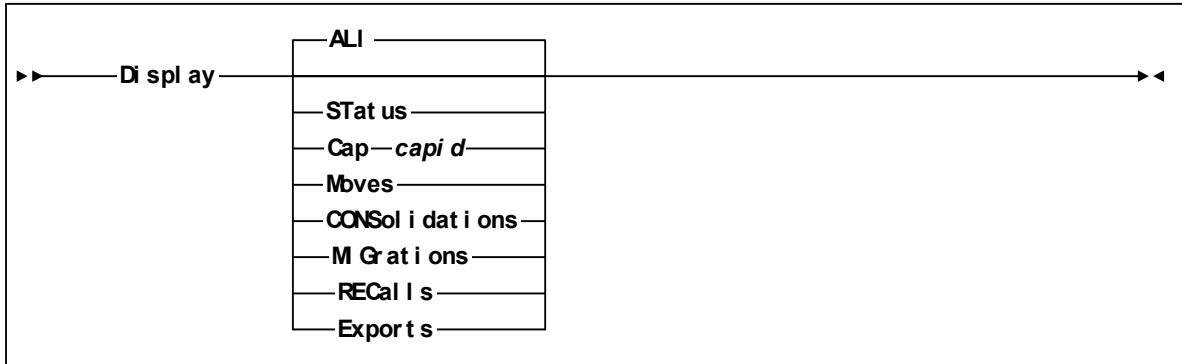 ALl
Display
STatus
Cap capid
Moves
CONSolidations
MIGrations
RECalls
Exports